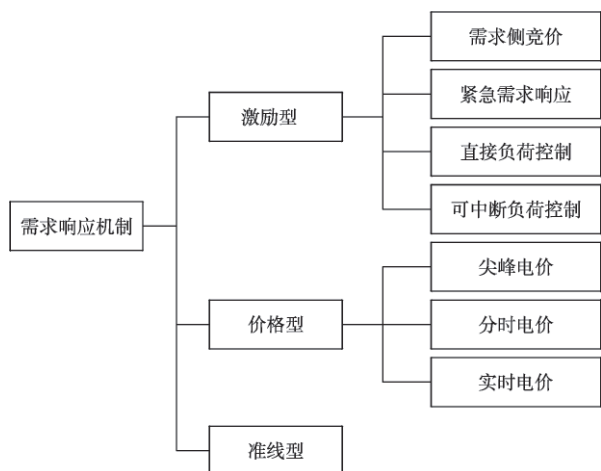 需求响应机制
激励型
需求侧竞价
紧急需求响应
直接负荷控制
可中断负荷控制
价格型
尖峰电价
分时电价
实时电价
准线型